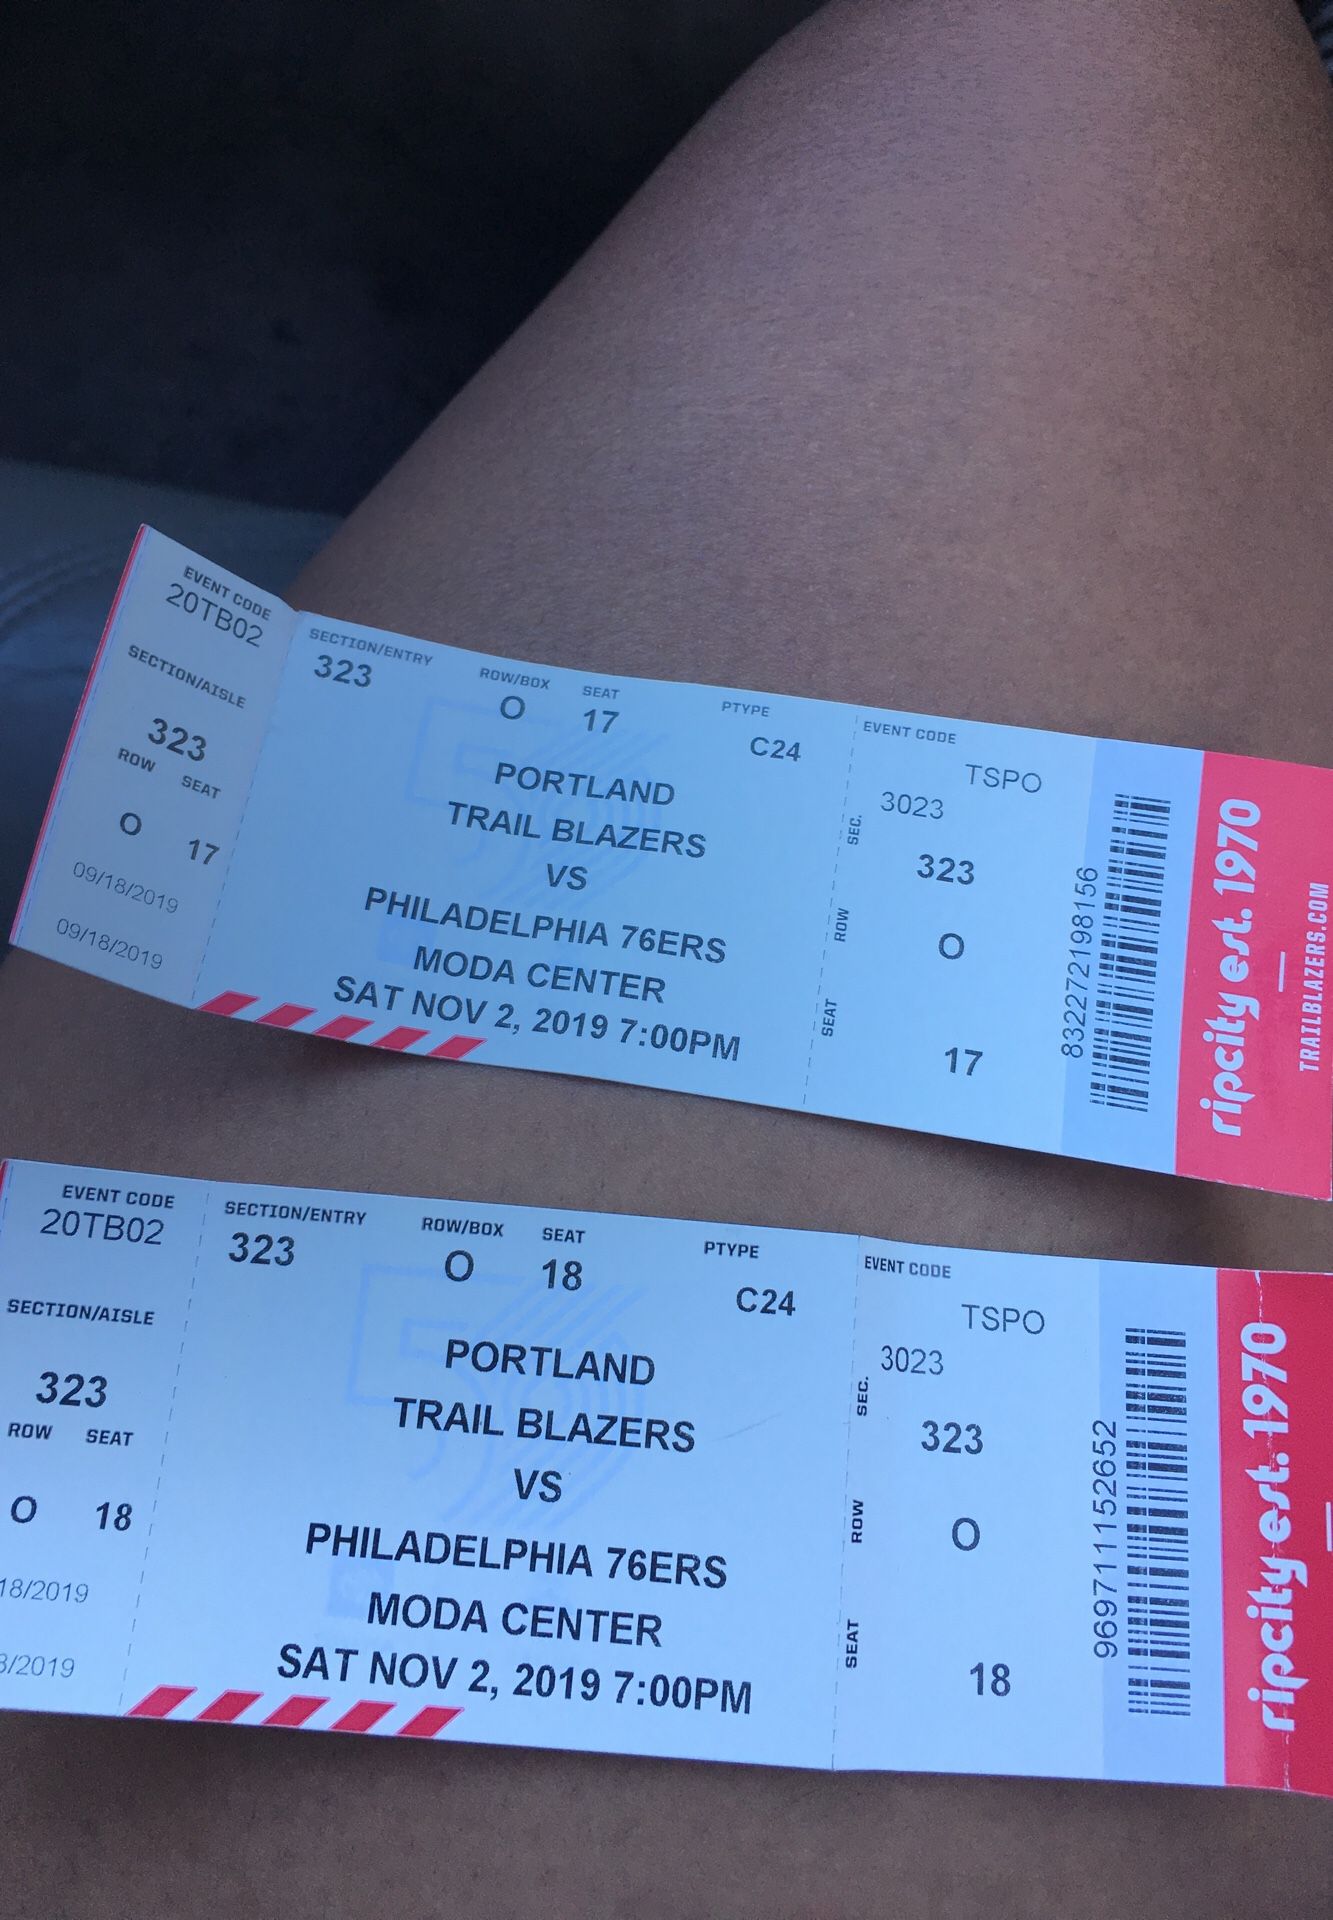 EVENT CODE
20TB02
SECTION/AISLE
323
ROW SEAT
O 17
09/18/2019
09/18/2019
SECTION/ENTRY ROW/BOX SEAT PTYPE
323 O 17 C24
PORTLAND
TRAIL BLAZERS
VS
PHILADELPHIA 76ERS
MODA CENTER
SAT NOV 2, 2019 7:00PM
EVENT CODE
TSPO
3023
SEC. 323
ROW O
SEAT 17
832272198156
ripcity est. 1970
TRAILBLAZERS.COM
EVENT CODE
20TB02
SECTION/AISLE
323
ROW SEAT
O 18
18/2019
8/2019
SECTION/ENTRY ROW/BOX SEAT PTYPE
323 O 18 C24
PORTLAND
TRAIL BLAZERS
VS
PHILADELPHIA 76ERS
MODA CENTER
SAT NOV 2, 2019 7:00PM
EVENT CODE
TSPO
3023
SEC. 323
ROW O
SEAT 18
969711152652
ripcity est. 1970